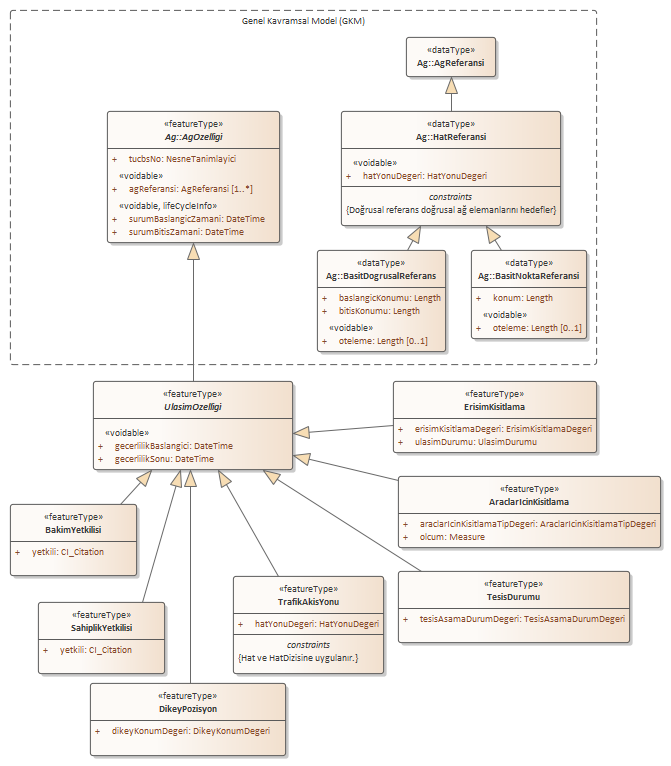 Genel Kavramsal Model (GKM)
«dataType»
Ag::AgReferansi
«featureType»
Ag::AgOzelligi
+ tucbsNo: NesneTanimlayici
«voidable»
+ agReferansi: AgReferansi [1..*]
«voidable, lifeCycleInfo»
+ surumBaslangicZamani: DateTime
+ surumBitisZamani: DateTime
«dataType»
Ag::HatReferansi
«voidable»
+ hatYonuDegeri: HatYonuDegeri
constraints
{Doğrusal referans doğrusal ağ elemanlarını hedefler}
«dataType»
Ag::BasitDogrusalReferans
+ baslangicKonumu: Length
+ bitisKonumu: Length
«voidable»
+ oteleme: Length [0..1]
«dataType»
Ag::BasitNoktaReferansi
+ konum: Length
«voidable»
+ oteleme: Length [0..1]
«featureType»
UlasimOzelligi
«voidable»
+ gecerlilikBaslangici: DateTime
+ gecerlilikSonu: DateTime
«featureType»
ErisimKisitlama
+ erisimKisitlamaDegeri: ErisimKisitlamaDegeri
+ ulasimDurumu: UlasimDurumu
«featureType»
AraclarIcinKisitlama
+ araclarIcinKisitlamaTipDegeri: AraclarIcinKisitlamaTipDegeri
+ olcum: Measure
«featureType»
BakimYetkilisi
+ yetkili: CI_Citation
«featureType»
TrafikAkisYonu
+ hatYonuDegeri: HatYonuDegeri
constraints
{Hat ve HatDizisine uygulanır.}
«featureType»
TesisDurumu
+ tesisAsamaDurumDegeri: TesisAsamaDurumDegeri
«featureType»
SahiplikYetkilisi
+ yetkili: CI_Citation
«featureType»
DikeyPozisyon
+ dikeyKonumDegeri: DikeyKonumDegeri